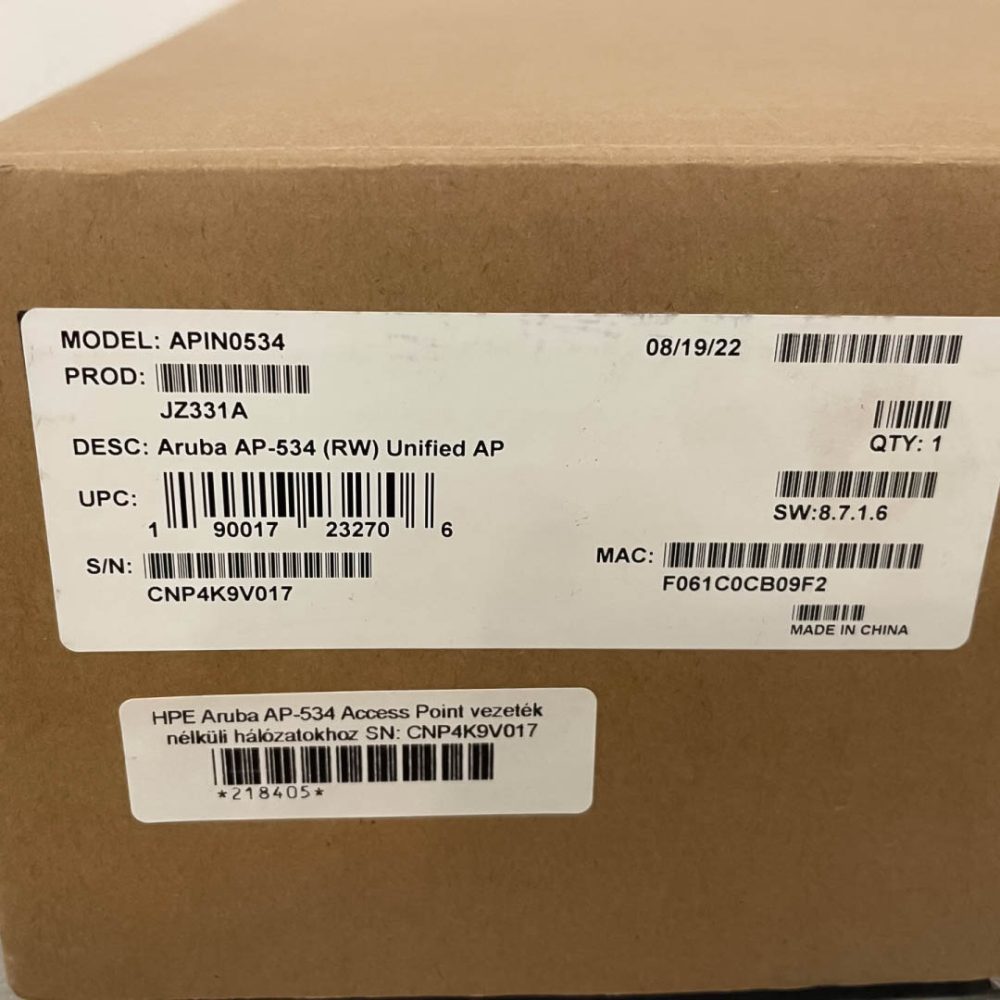 MODEL: APIN0534
08/19/22
PROD:
JZ331A
QTY: 1
DESC: Aruba AP-534 (RW) Unified AP
UPC:
1 90017 23270 6
SW:8.7.1.6
S/N:
CNP4K9V017
MAC:
F061C0CB09F2
MADE IN CHINA
HPE Aruba AP-534 Access Point vezeték
nélküli hálózatokhoz SN: CNP4K9V017
*218405*